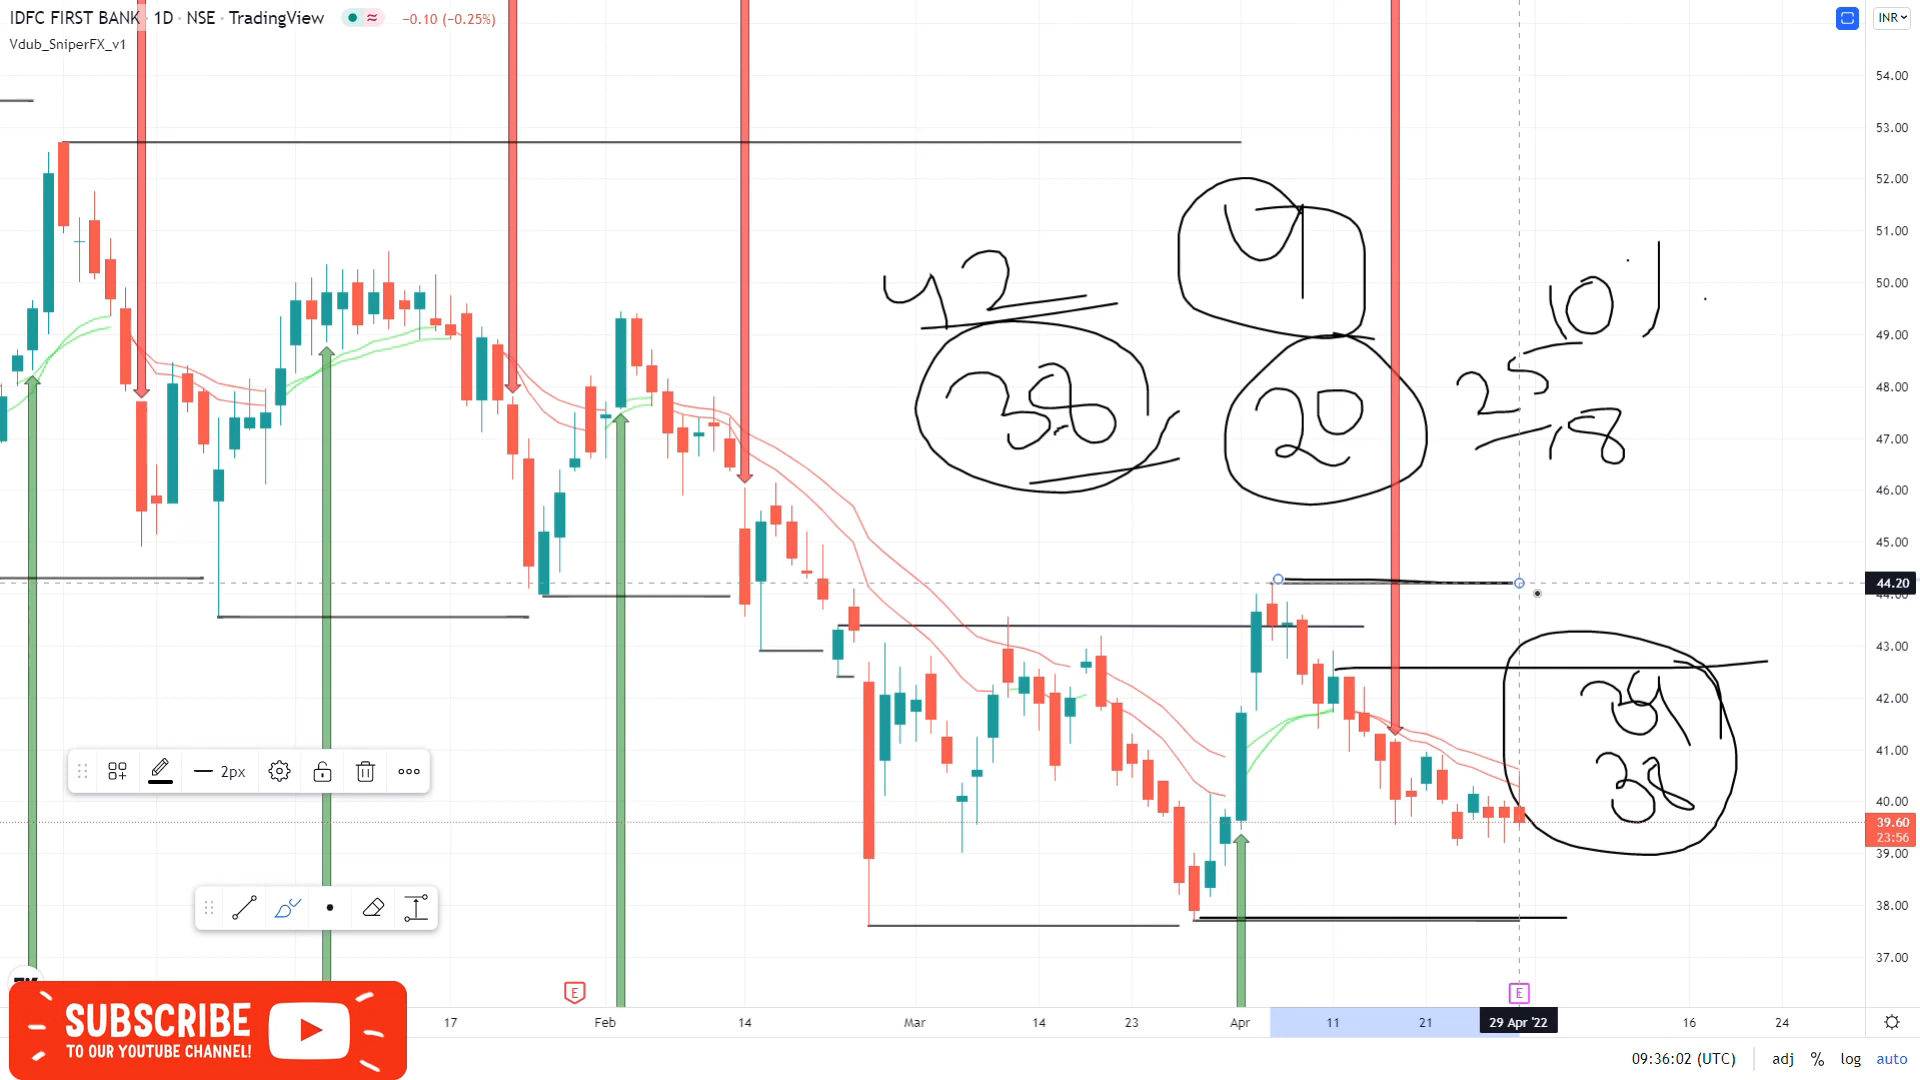 IDFC FIRST BANK · 1D · NSE · TradingView
−0.10 (−0.25%)
INR
Vdub_SniperFX_v1
54.00
53.00
52.00
51.00
50.00
49.00
48.00
47.00
46.00
45.00
44.20
44.00
43.00
42.00
41.00
40.00
39.60
23:56
39.00
38.00
37.00
42
38
4
20
10%
25
18
39
38
2px
E
E
SUBSCRIBE
TO OUR YOUTUBE CHANNEL!
17
Feb
14
Mar
14
23
Apr
11
21
29 Apr '22
16
24
09:36:02 (UTC)
adj
%
log
auto